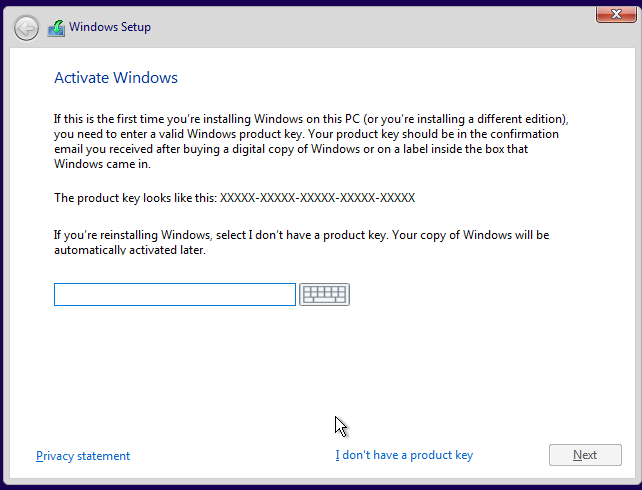 Windows Setup
Activate Windows
If this is the first time you're installing Windows on this PC (or you're installing a different edition),
you need to enter a valid Windows product key. Your product key should be in the confirmation
email you received after buying a digital copy of Windows or on a label inside the box that
Windows came in.
The product key looks like this: XXXXX-XXXXX-XXXXX-XXXXX-XXXXX
If you're reinstalling Windows, select I don't have a product key. Your copy of Windows will be
automatically activated later.
Privacy statement
I don't have a product key
Next